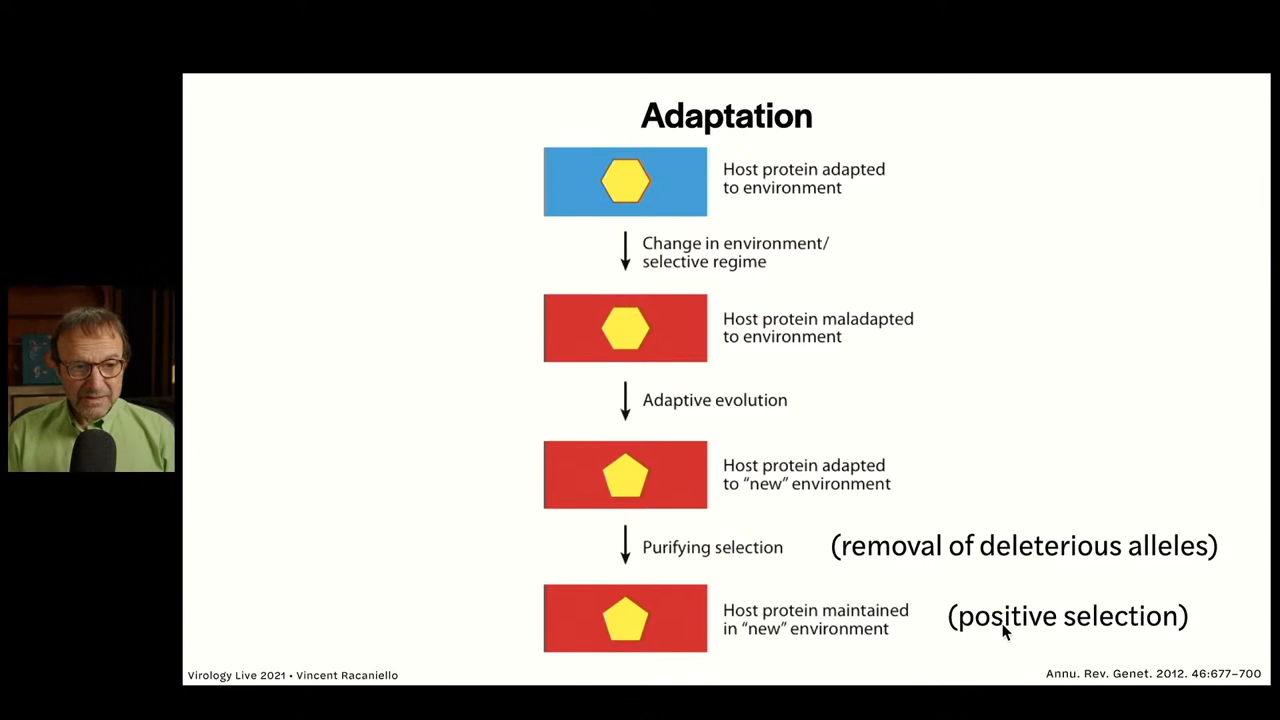 Adaptation
Host protein adapted
to environment
Change in environment/
selective regime
Host protein maladapted
to environment
Adaptive evolution
Host protein adapted
to “new” environment
Purifying selection
(removal of deleterious alleles)
Host protein maintained
in “new” environment
(positive selection)
Virology Live 2021 • Vincent Racaniello
Annu. Rev. Genet. 2012. 46:677–700